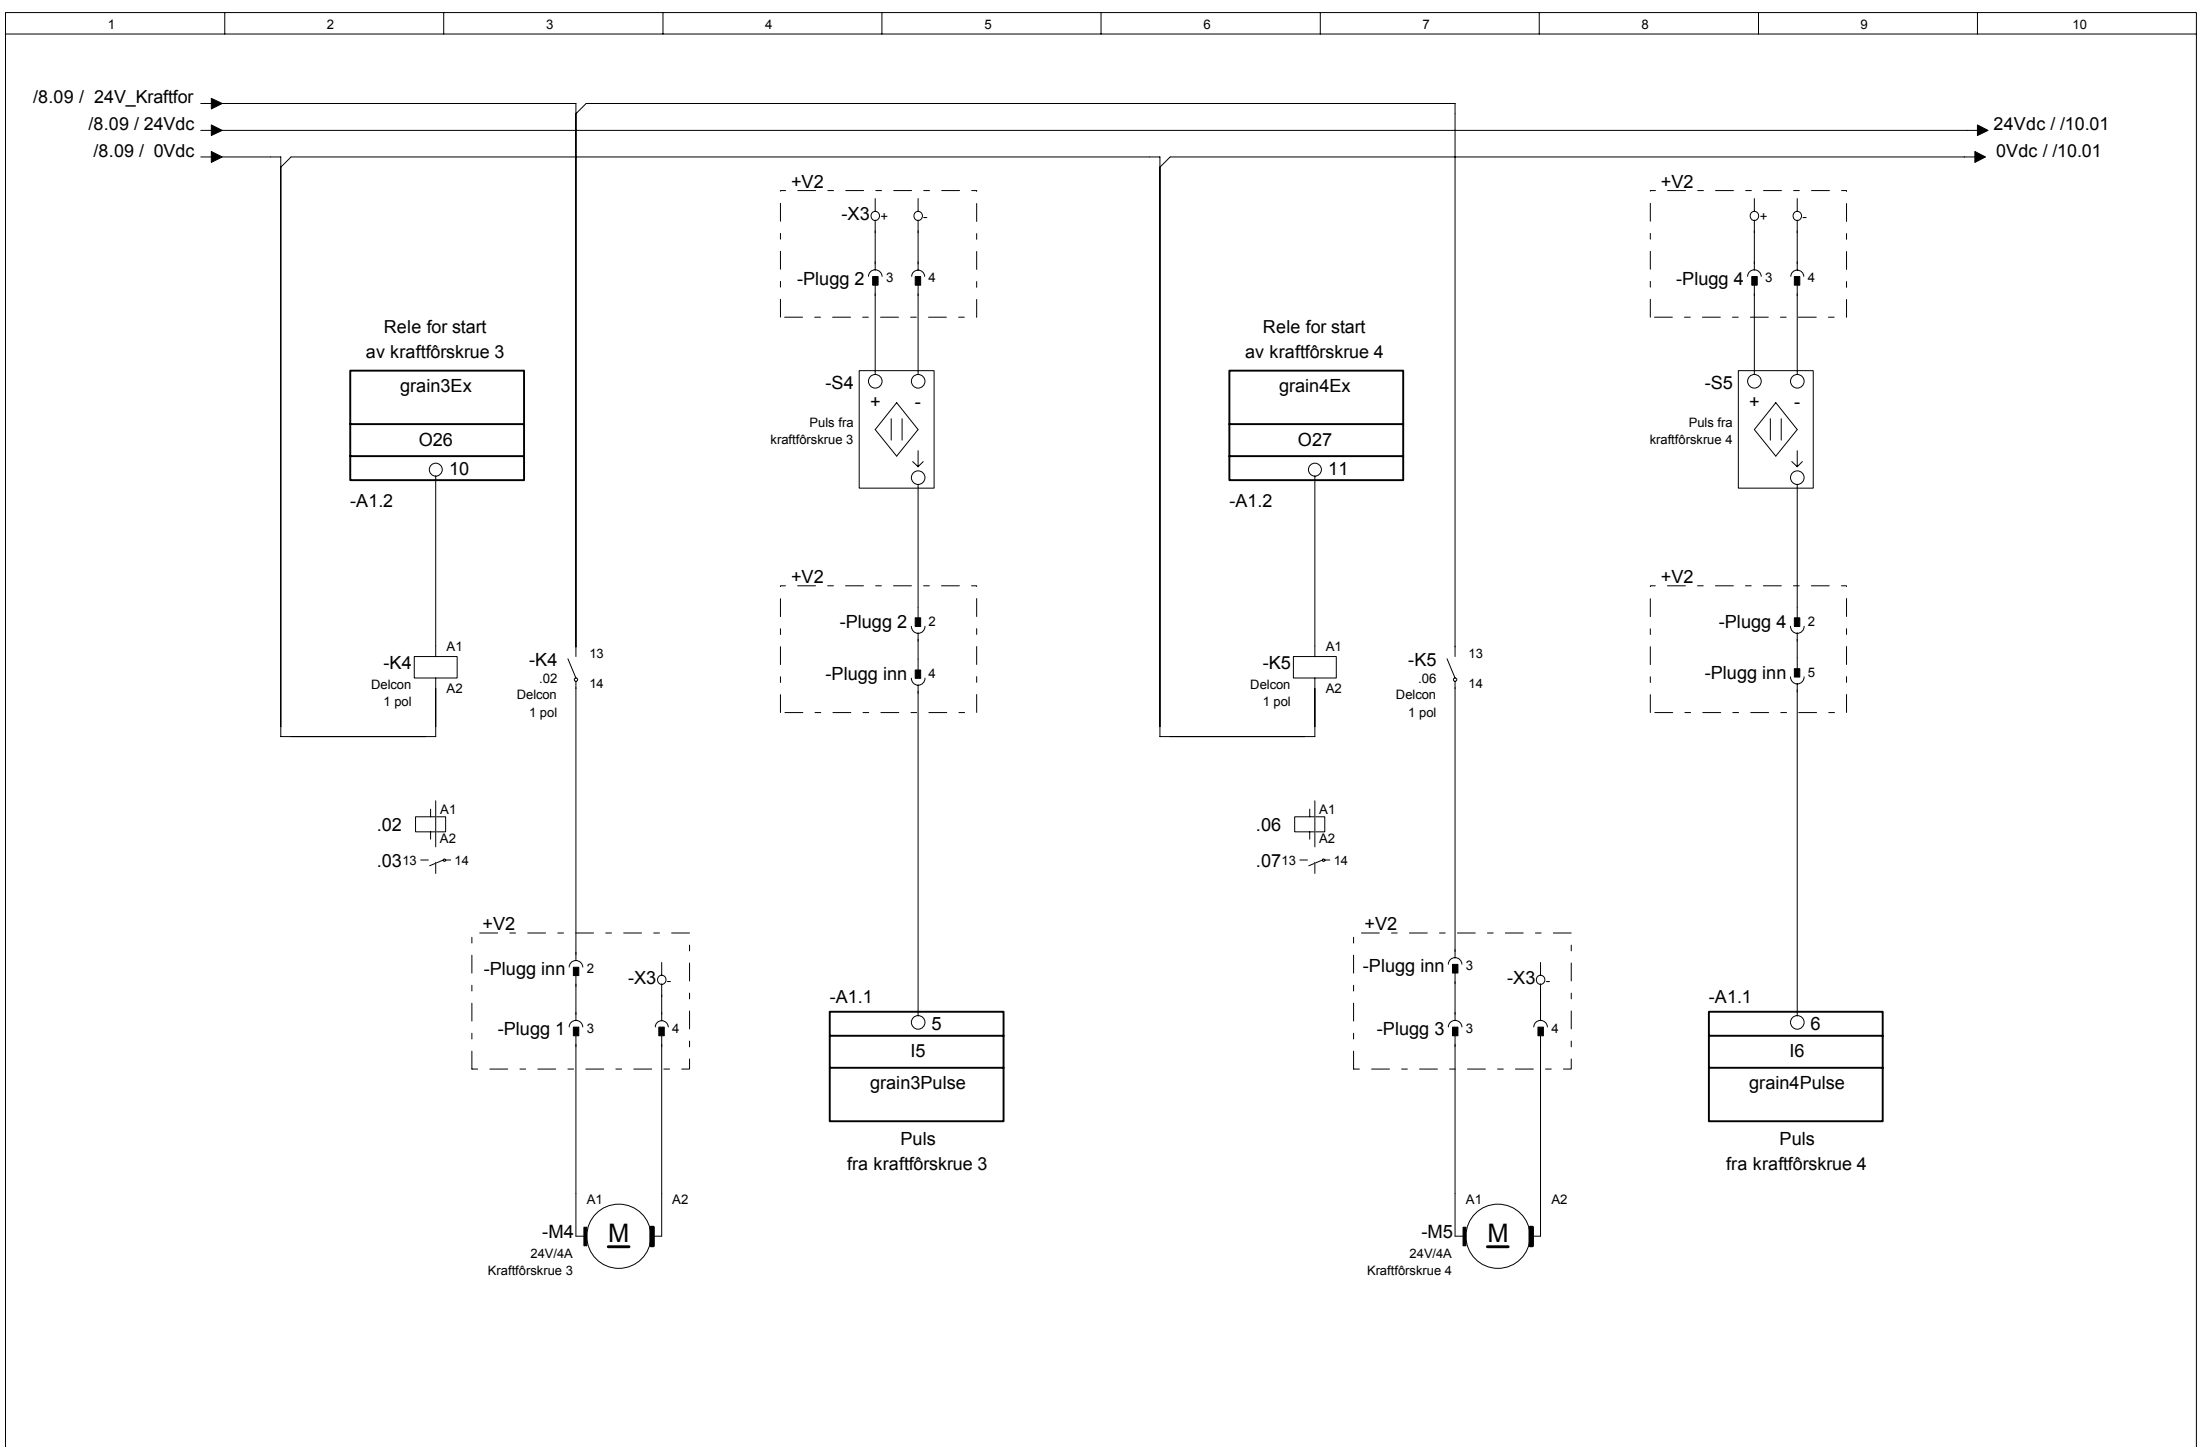 1 2 3 4 5 6 7 8 9 10
/8.09 / 24V_Kraftfor
/8.09 / 24Vdc
24Vdc / /10.01
/8.09 / 0Vdc
0Vdc / /10.01
Rele for start
av kraftfôrskrue 3
grain3Ex
O26
10
-A1.2
-K4
A1
A2
Delcon
1 pol
.02
A1
A2
.03
13
14
-K4
.02
Delcon
1 pol
13
14
+V2
-Plugg inn
2
-X3
-
-Plugg 1
3
4
A1
A2
-M4
M
24V/4A
Kraftfôrskrue 3
+V2
-X3
+
-
-Plugg 2
3
4
-S4
+ -
Puls fra
kraftfôrskrue 3
+V2
-Plugg 2
2
-Plugg inn
4
-A1.1
5
I5
grain3Pulse
Puls
fra kraftfôrskrue 3
Rele for start
av kraftfôrskrue 4
grain4Ex
O27
11
-A1.2
-K5
A1
A2
Delcon
1 pol
.06
A1
A2
.07
13
14
-K5
.06
Delcon
1 pol
13
14
+V2
-Plugg inn
3
-X3
-
-Plugg 3
3
4
A1
A2
-M5
M
24V/4A
Kraftfôrskrue 4
+V2
+
-
-Plugg 4
3
4
-S5
+ -
Puls fra
kraftfôrskrue 4
+V2
-Plugg 4
2
-Plugg inn
5
-A1.1
6
I6
grain4Pulse
Puls
fra kraftfôrskrue 4